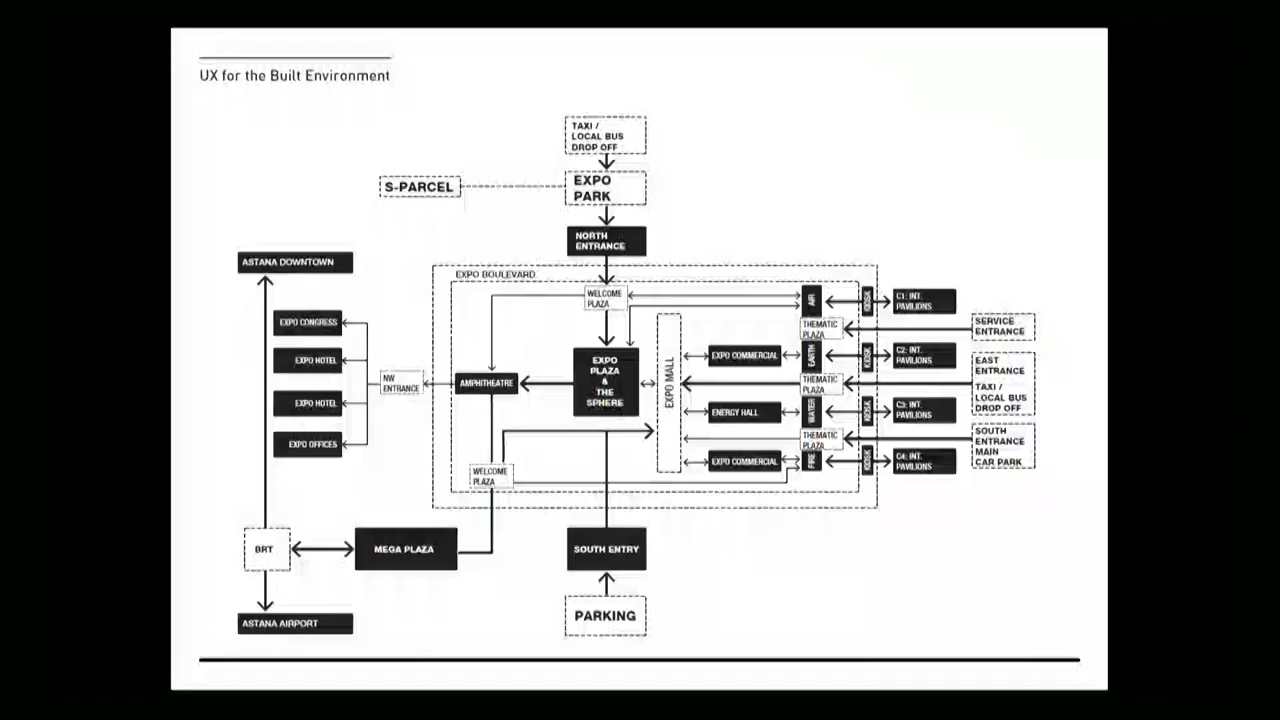 UX for the Built Environment
TAXI /
LOCAL BUS
DROP OFF
S-PARCEL
EXPO
PARK
NORTH
ENTRANCE
ASTANA DOWNTOWN
EXPO BOULEVARD
WELCOME
PLAZA
AIR
KIOSK
C1: INT.
PAVILIONS
EXPO CONGRESS
THEMATIC
PLAZA
SERVICE
ENTRANCE
EXPO HOTEL
EXPO
PLAZA
&
THE
SPHERE
EXPO MALL
EXPO COMMERCIAL
EARTH
KIOSK
C2: INT.
PAVILIONS
EAST
ENTRANCE
TAXI /
LOCAL BUS
DROP OFF
NW
ENTRANCE
AMPHITHEATRE
THEMATIC
PLAZA
EXPO HOTEL
ENERGY HALL
WATER
KIOSK
C3: INT.
PAVILIONS
EXPO OFFICES
THEMATIC
PLAZA
SOUTH
ENTRANCE
MAIN
CAR PARK
WELCOME
PLAZA
EXPO COMMERCIAL
FIRE
KIOSK
C4: INT.
PAVILIONS
BRT
MEGA PLAZA
SOUTH ENTRY
ASTANA AIRPORT
PARKING